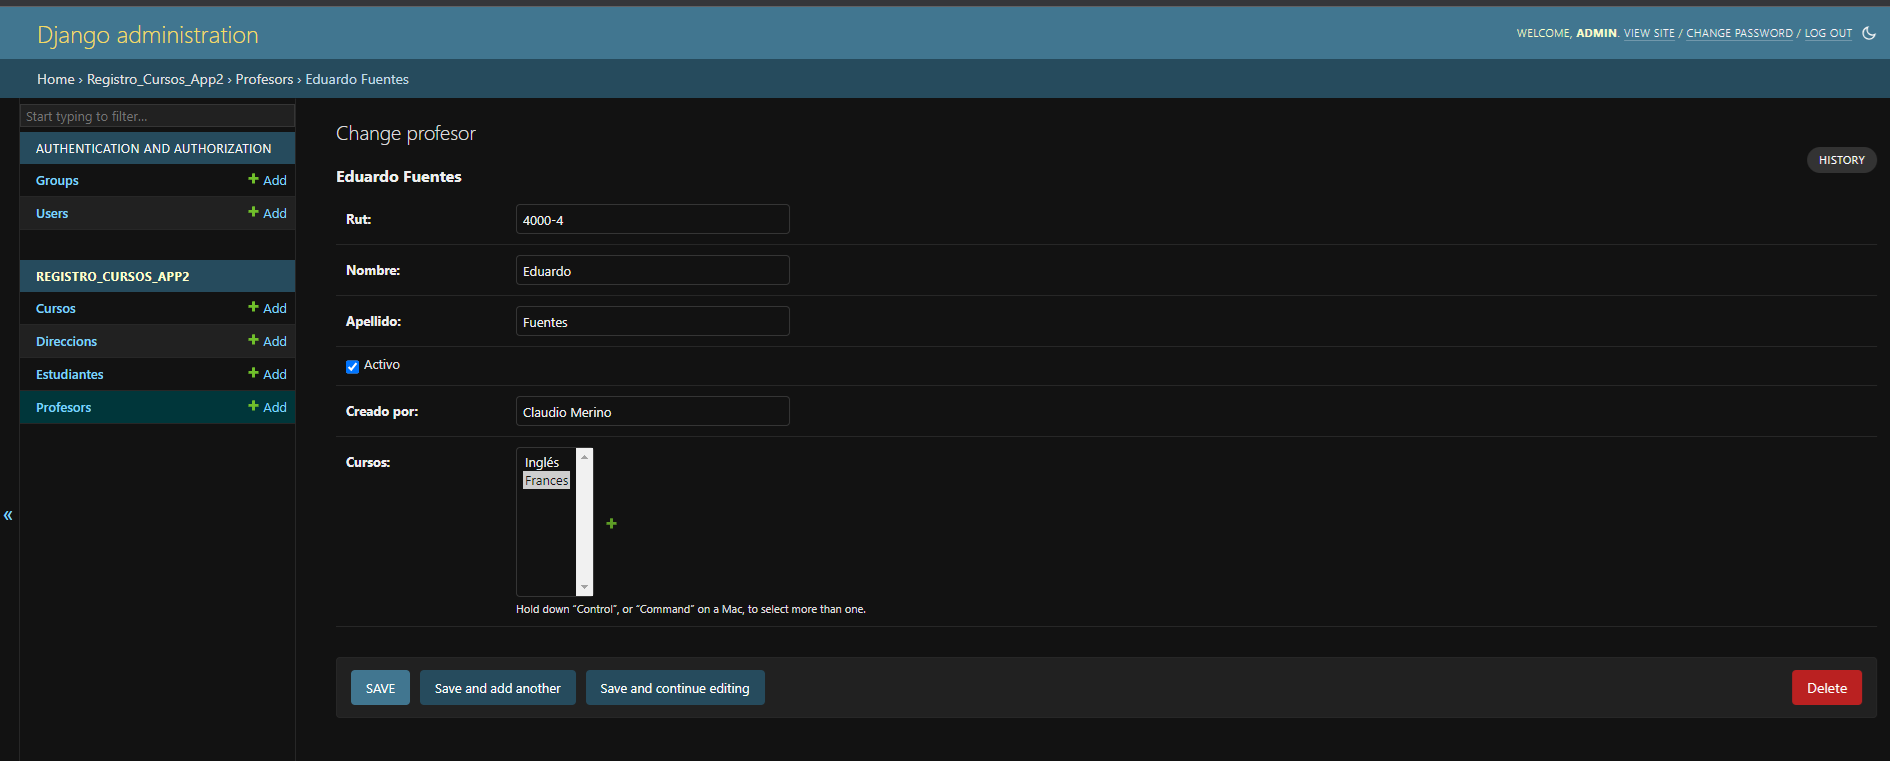 Django administration
WELCOME, ADMIN. VIEW SITE / CHANGE PASSWORD / LOG OUT
Home › Registro_Cursos_App2 › Profesors › Eduardo Fuentes
Start typing to filter...
AUTHENTICATION AND AUTHORIZATION
Groups + Add
Users + Add
REGISTRO_CURSOS_APP2
Cursos + Add
Direccions + Add
Estudiantes + Add
Profesors + Add
«
Change profesor
HISTORY
Eduardo Fuentes
Rut: 4000-4
Nombre: Eduardo
Apellido: Fuentes
Activo
Creado por: Claudio Merino
Cursos: Inglés
Frances
Hold down “Control”, or “Command” on a Mac, to select more than one.
SAVE Save and add another Save and continue editing Delete